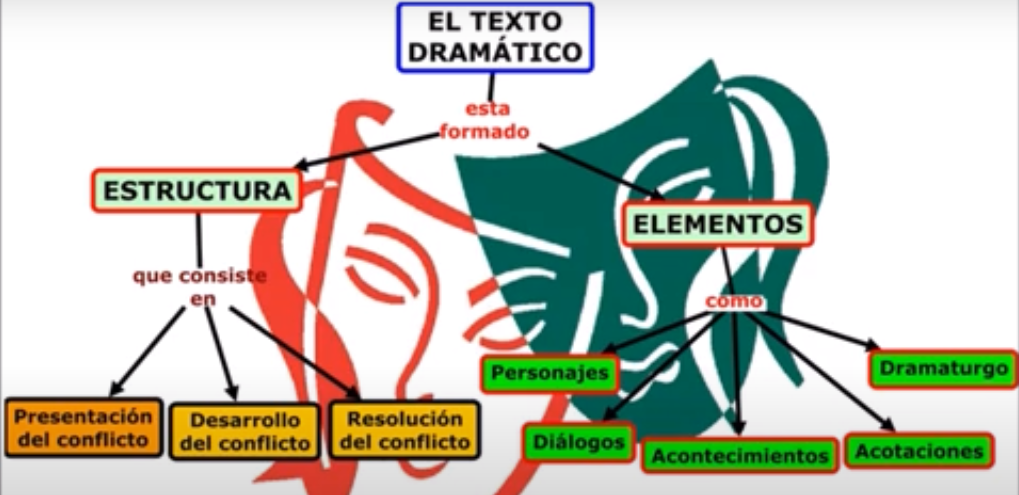 EL TEXTO
DRAMÁTICO
esta
formado
ESTRUCTURA
ELEMENTOS
que consiste
en
como
Presentación
del conflicto
Desarrollo
del conflicto
Resolución
del conflicto
Personajes
Diálogos
Acontecimientos
Acotaciones
Dramaturgo